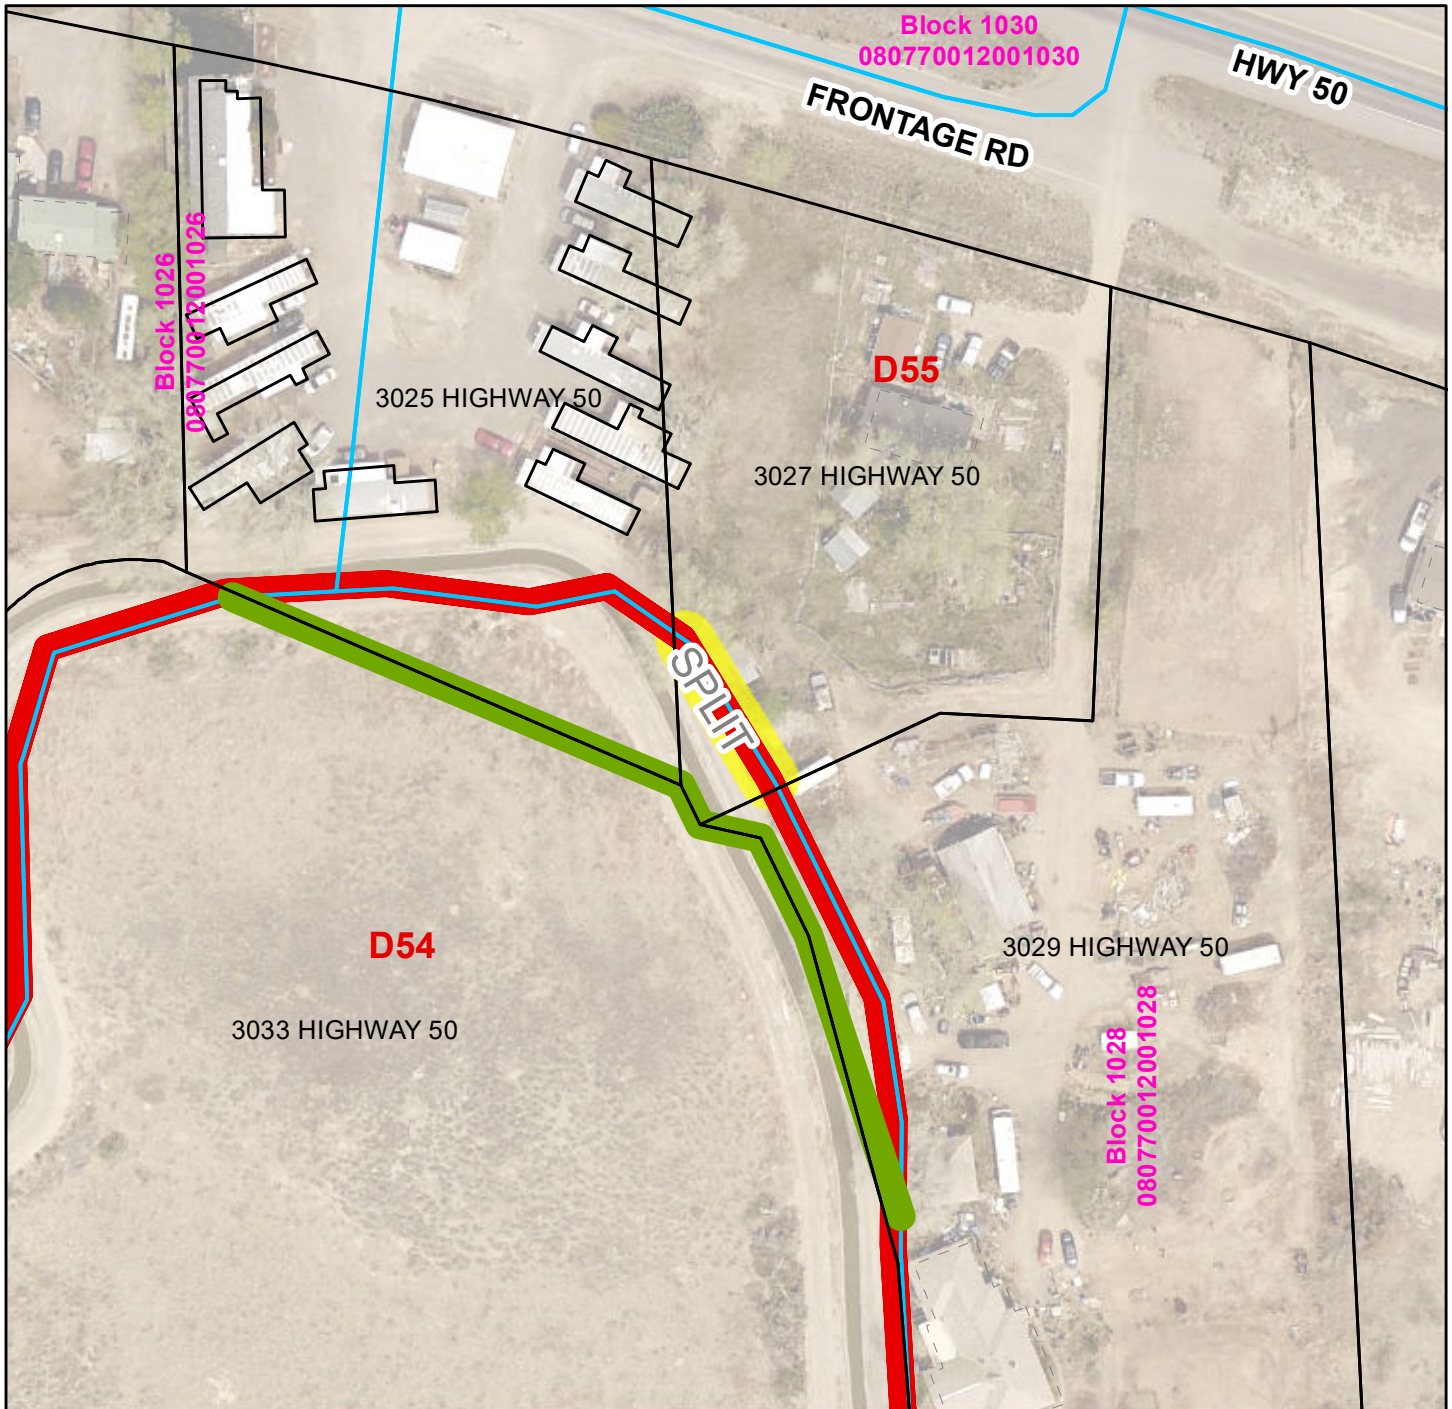 Block 1030
080770012001030
HWY 50
FRONTAGE RD
Block 1026
080770012001026
D55
3025 HIGHWAY 50
3027 HIGHWAY 50
SPLIT
D54
3029 HIGHWAY 50
3033 HIGHWAY 50
Block 1028
080770012001028